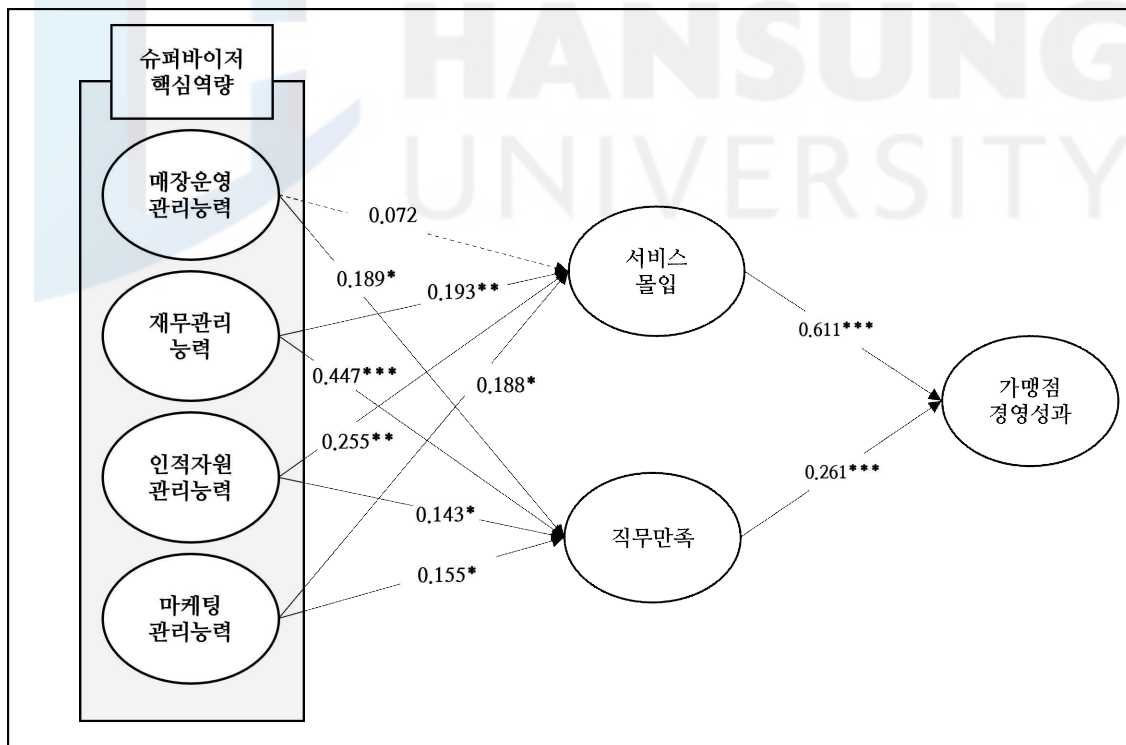 HANSUNG
UNIVERSITY
슈퍼바이저
핵심역량
매장운영
관리능력
재무관리
능력
인적자원
관리능력
마케팅
관리능력
0.072
0.189*
0.193**
0.447***
0.188*
0.255**
0.143*
0.155*
서비스
몰입
직무만족
0.611***
0.261***
가맹점
경영성과